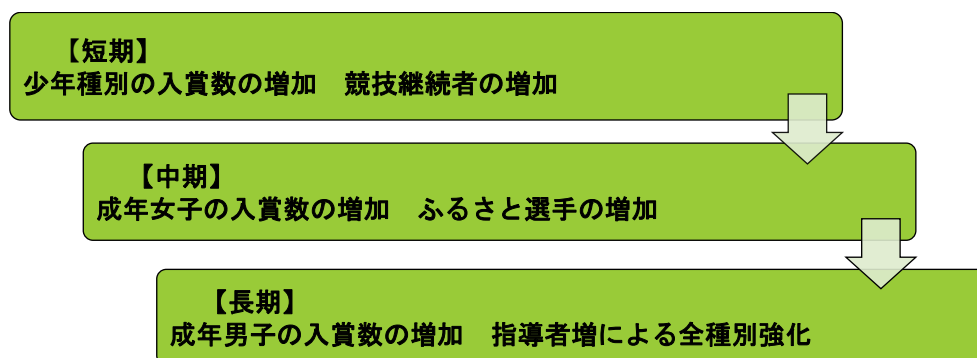 【短期】
少年種別の入賞数の増加　競技継続者の増加
【中期】
成年女子の入賞数の増加　ふるさと選手の増加
【長期】
成年男子の入賞数の増加　指導者増による全種別強化